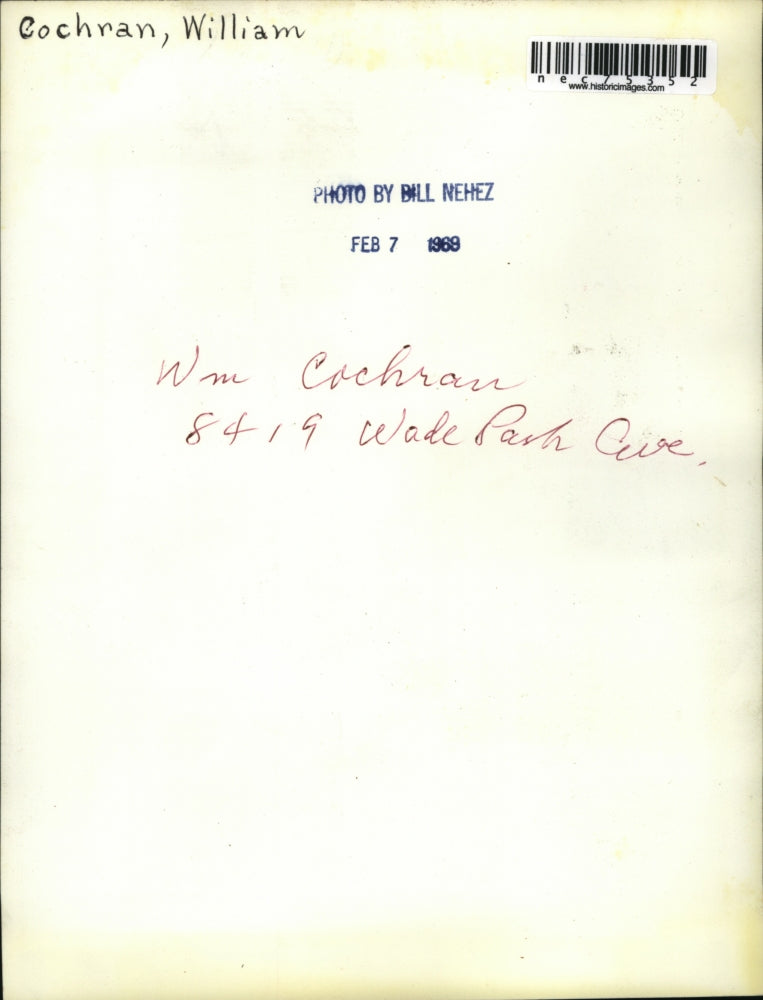 Cochran, William
nec75352
www.historicimages.com
PHOTO BY BILL NEHEZ
FEB 7 1969
Wm Cochran
8419 Wade Park Ave.